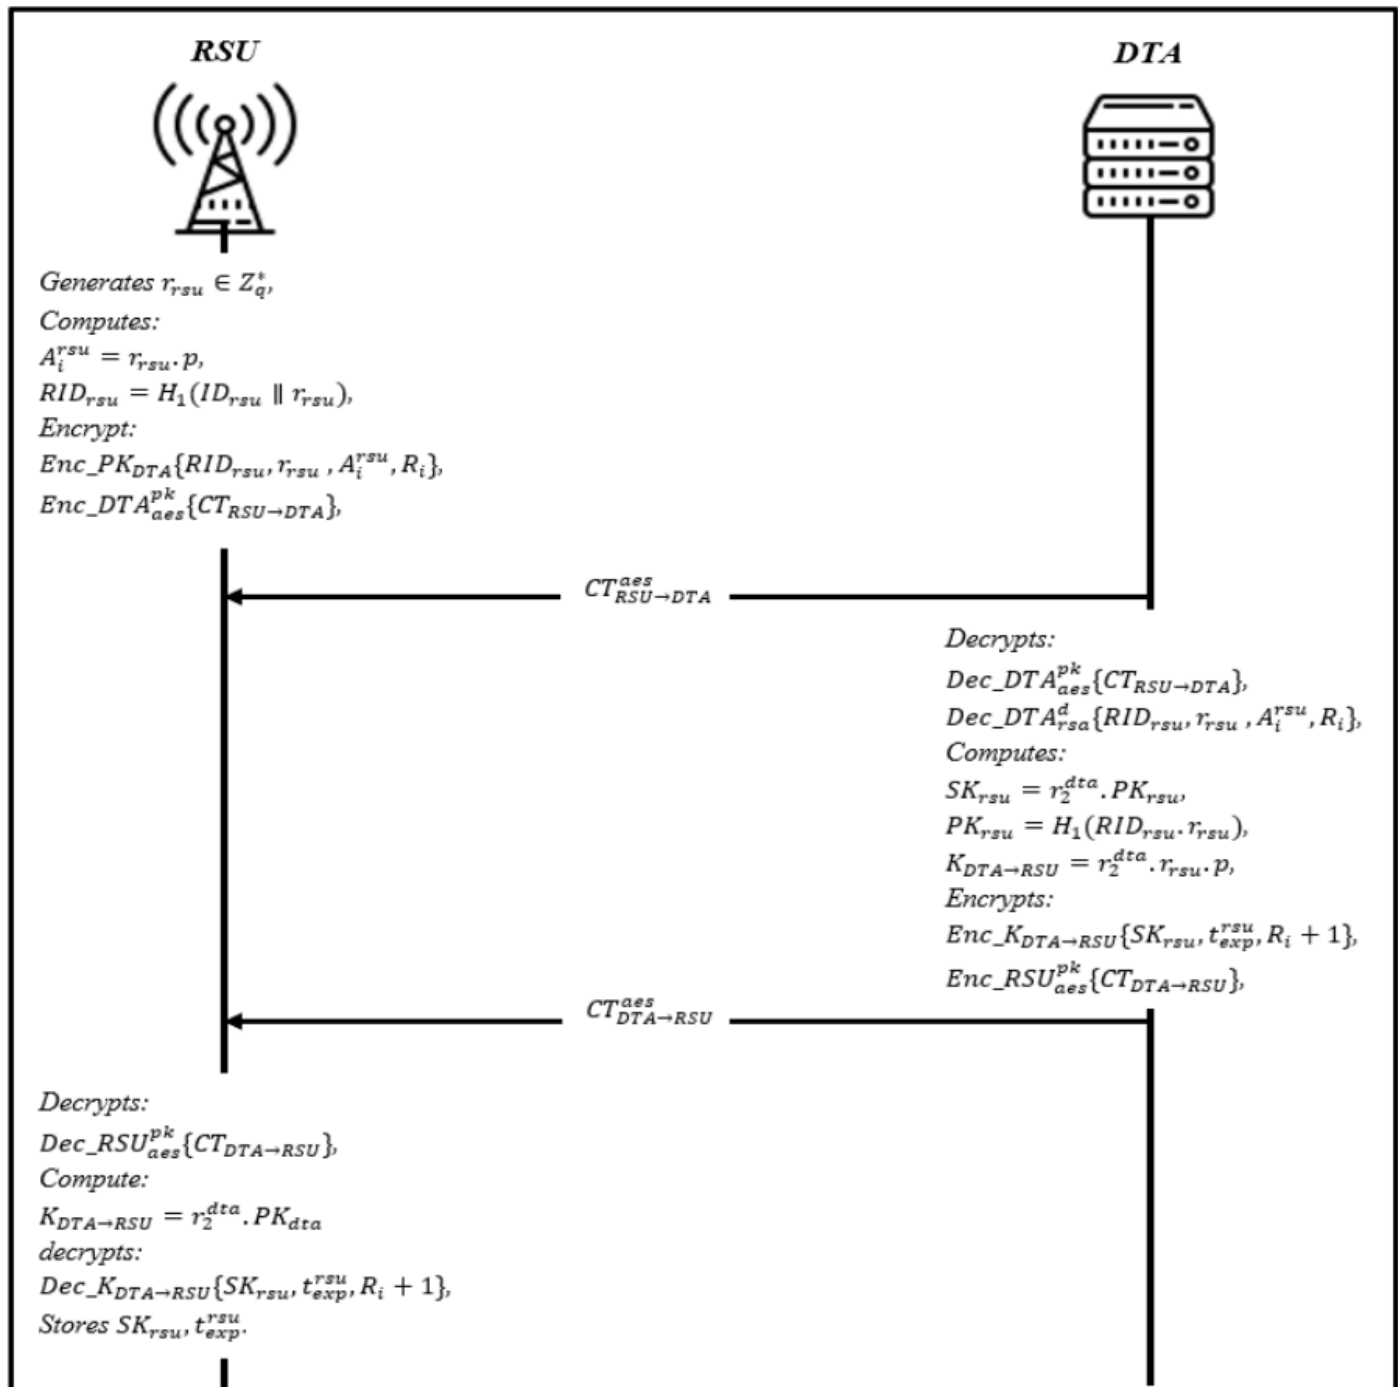 RSU
DTA
Generates r_rsu ∈ Z_q^*,
Computes:
A_i^rsu = r_rsu.p,
RID_rsu = H_1(ID_rsu ∥ r_rsu),
Encrypt:
Enc_PK_DTA{RID_rsu, r_rsu , A_i^rsu, R_i},
Enc_DTA_aes^pk{CT_RSU→DTA},
CT_RSU→DTA^aes
Decrypts:
Dec_DTA_aes^pk{CT_RSU→DTA},
Dec_DTA_rsa^d{RID_rsu, r_rsu , A_i^rsu, R_i},
Computes:
SK_rsu = r_2^dta.PK_rsu,
PK_rsu = H_1(RID_rsu.r_rsu),
K_DTA→RSU = r_2^dta.r_rsu.p,
Encrypts:
Enc_K_DTA→RSU{SK_rsu, t_exp^rsu, R_i + 1},
Enc_RSU_aes^pk{CT_DTA→RSU},
CT_DTA→RSU^aes
Decrypts:
Dec_RSU_aes^pk{CT_DTA→RSU},
Compute:
K_DTA→RSU = r_2^dta.PK_dta
decrypts:
Dec_K_DTA→RSU{SK_rsu, t_exp^rsu, R_i + 1},
Stores SK_rsu, t_exp^rsu.